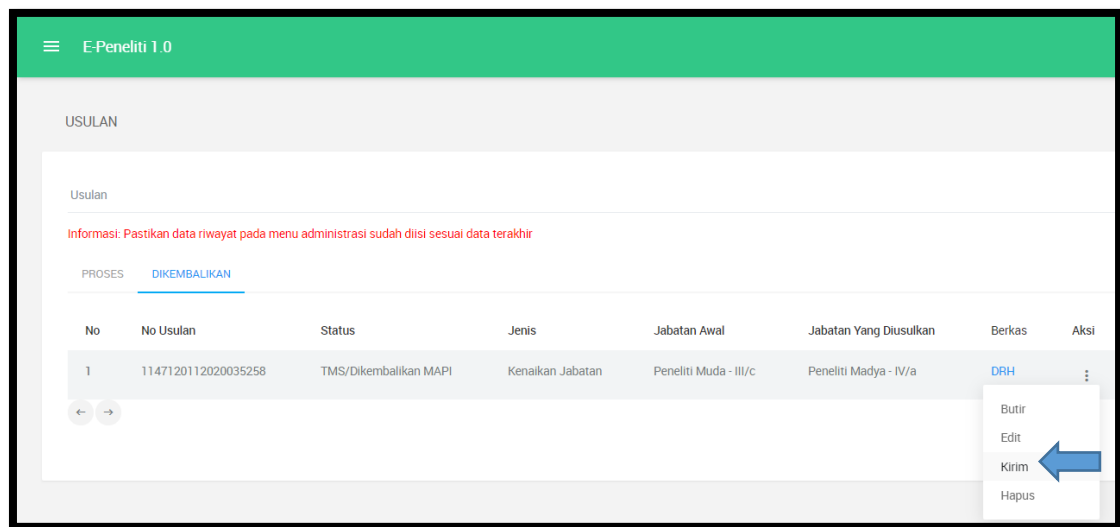 E-Peneliti 1.0
USULAN
Usulan
Informasi: Pastikan data riwayat pada menu administrasi sudah diisi sesuai data terakhir
PROSES DIKEMBALIKAN
No No Usulan Status Jenis Jabatan Awal Jabatan Yang Diusulkan Berkas Aksi
1 1147120112020035258 TMS/Dikembalikan MAPI Kenaikan Jabatan Peneliti Muda - III/c Peneliti Madya - IV/a DRH
Butir
Edit
Kirim
Hapus